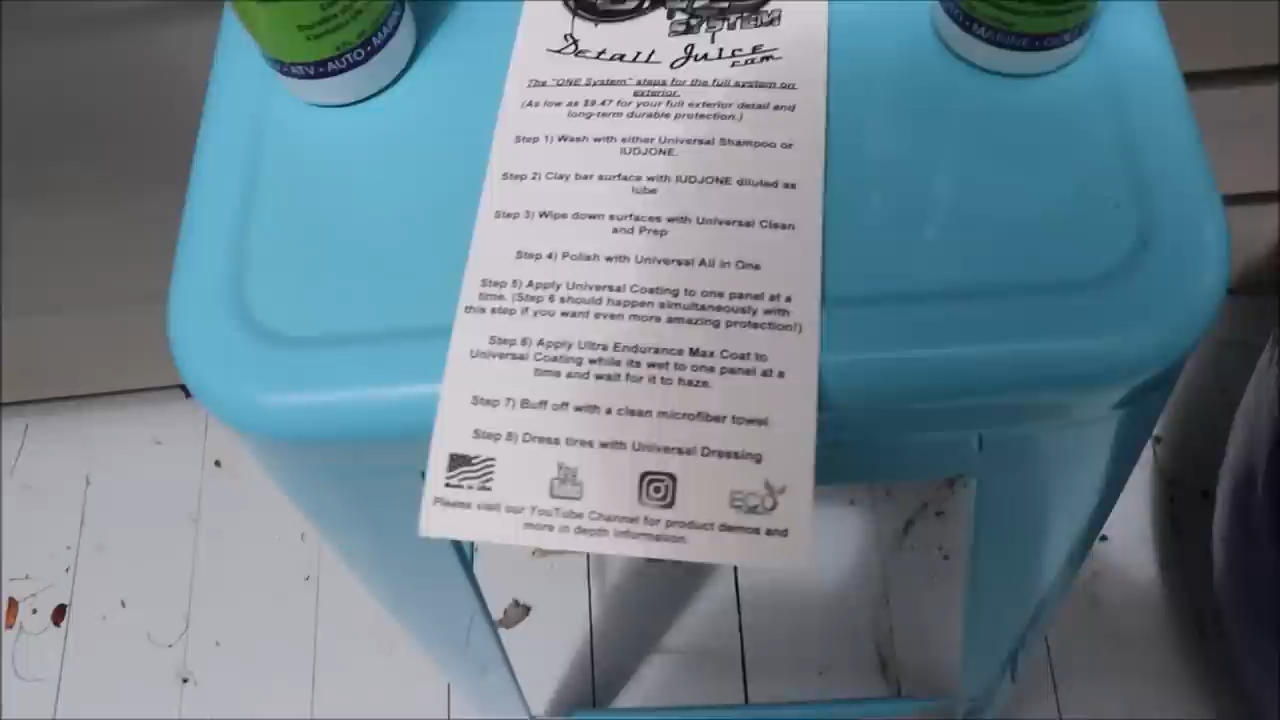 SYSTEM
Detail Juice
.com
The "ONE System" steps for the full system on
exterior.
(As low as $9.47 for your full exterior detail and
long-term durable protection.)
Step 1) Wash with either Universal Shampoo or
IUDJONE.
Step 2) Clay bar surface with IUDJONE diluted as
lube
Step 3) Wipe down surfaces with Universal Clean
and Prep
Step 4) Polish with Universal All in One
Step 5) Apply Universal Coating to one panel at a
time. (Step 6 should happen simultaneously with
this step if you want even more amazing protection!)
Step 6) Apply Ultra Endurance Max Coat to
Universal Coating while its wet to one panel at a
time and wait for it to haze.
Step 7) Buff off with a clean microfiber towel
Step 8) Dress tires with Universal Dressing
Made in USA
You
ECO
Please visit our YouTube Channel for product demos and
more in depth information.
ATV • AUTO • MA
MARINE